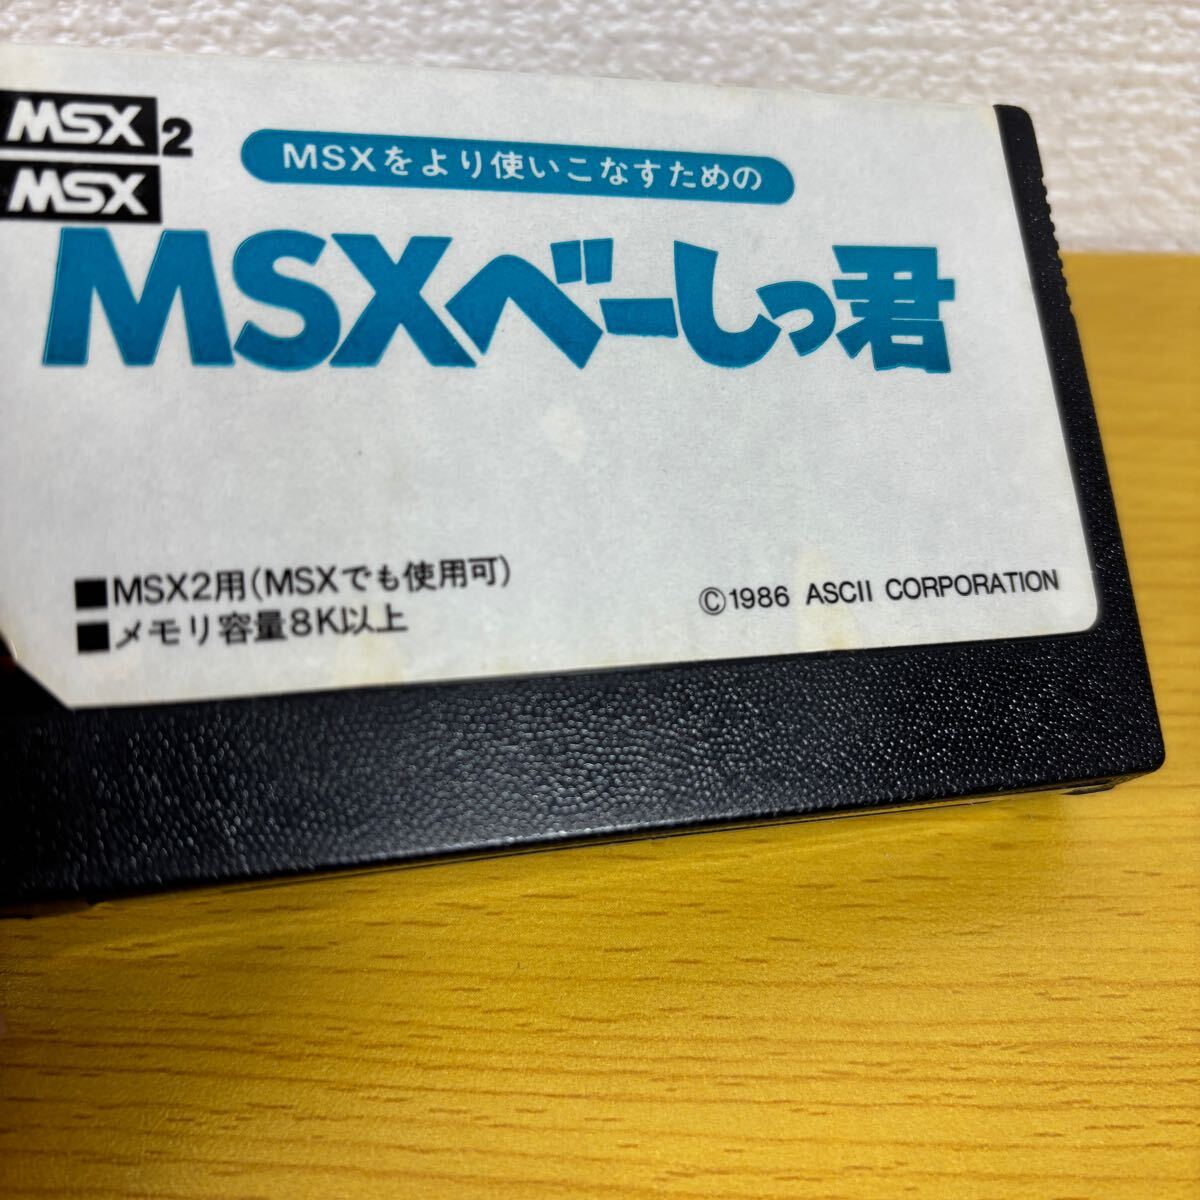 MSX2
MSX
MSXをより使いこなすための
MSXべーしっ君
■MSX2用(MSXでも使用可)
■メモリ容量8K以上
©1986 ASCII CORPORATION